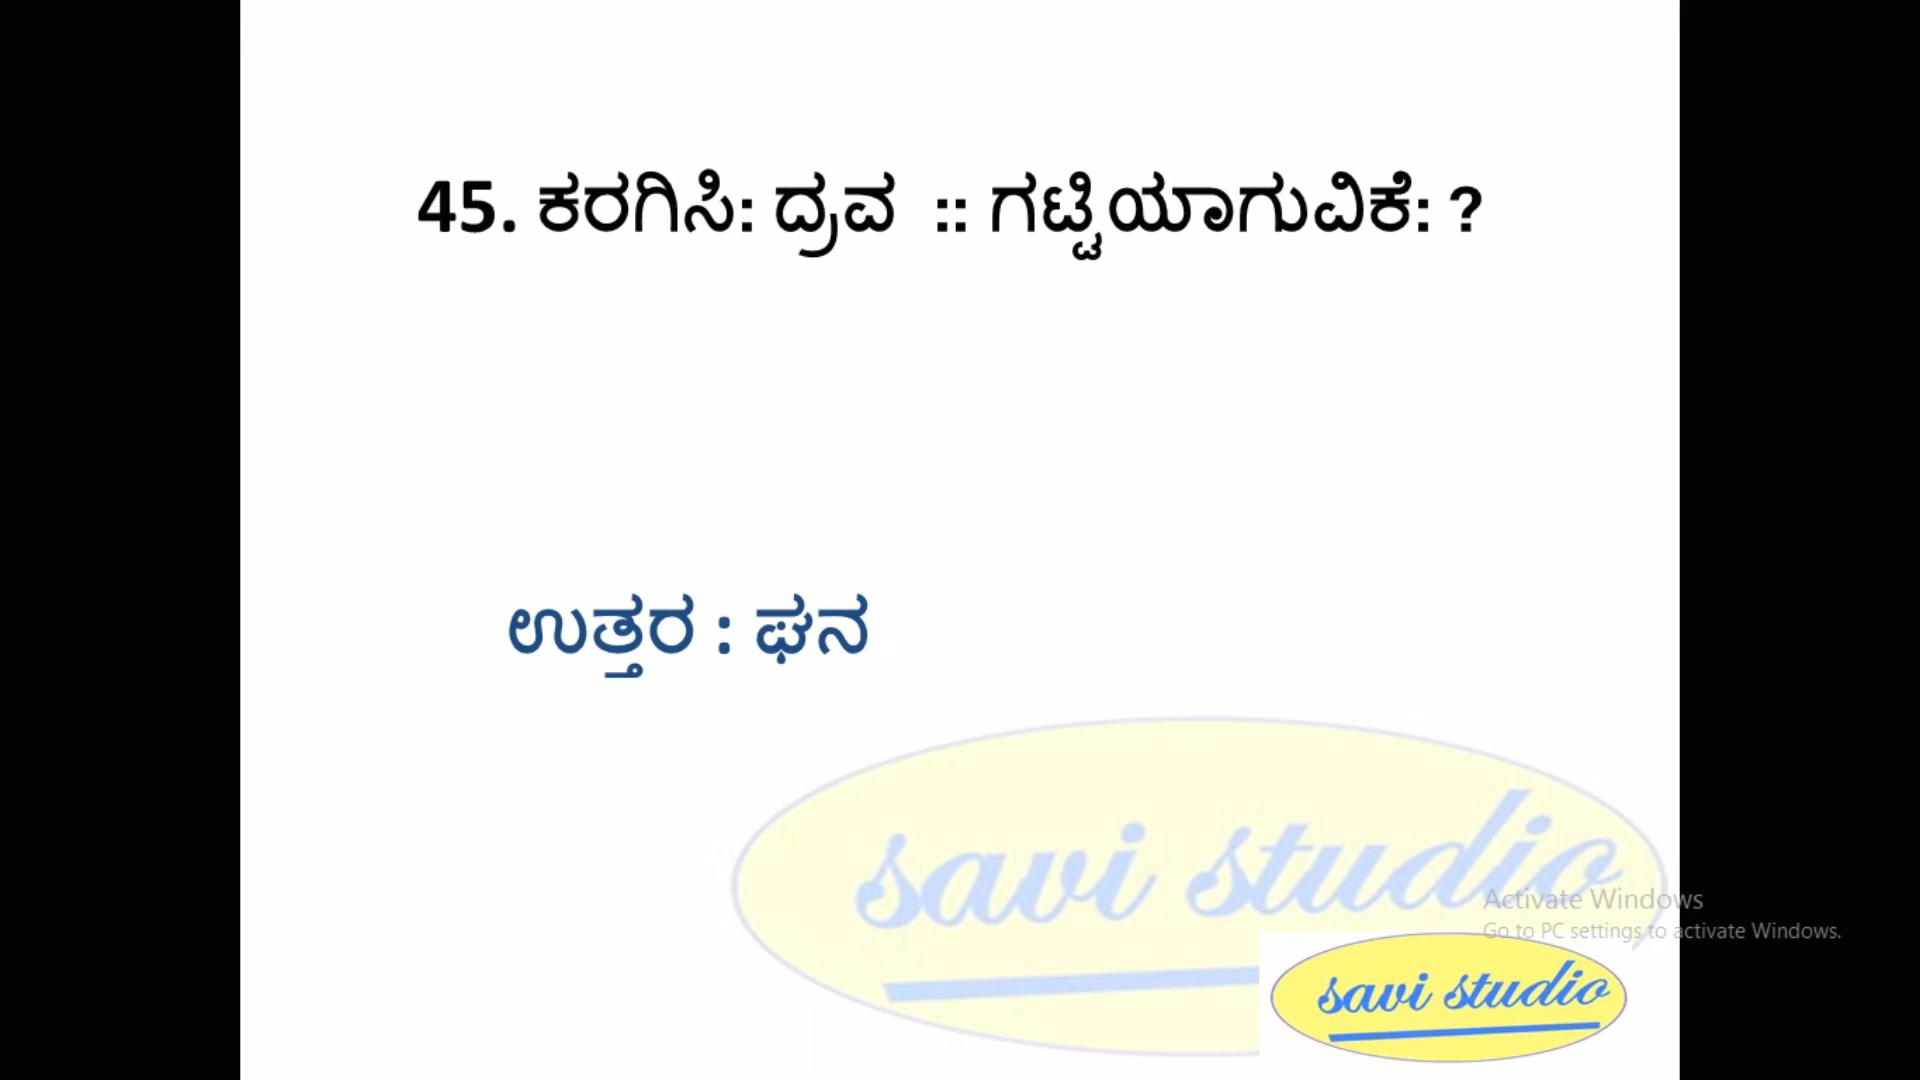 45. ಕರಗಿಸಿ: ದ್ರವ :: ಗಟ್ಟಿಯಾಗುವಿಕೆ: ?
ಉತ್ತರ : ಘನ
savi studio
Activate Windows
Go to PC settings to activate Windows.
savi studio